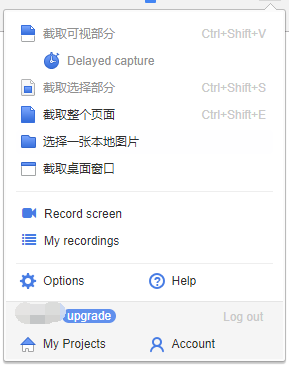 截取可视部分 Ctrl+Shift+V
Delayed capture
截取选择部分 Ctrl+Shift+S
截取整个页面 Ctrl+Shift+E
选择一张本地图片
截取桌面窗口
Record screen
My recordings
Options Help
upgrade Log out
My Projects Account